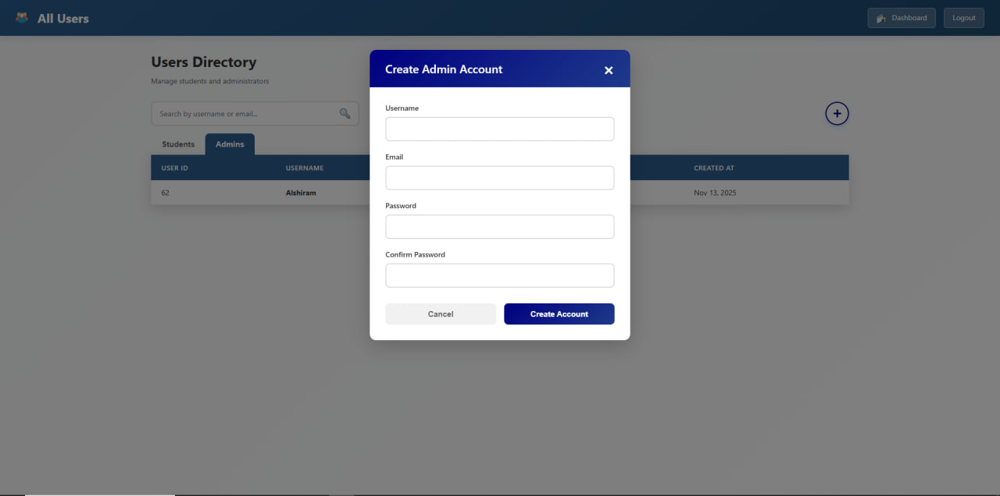 All Users
Dashboard
Logout
Users Directory
Manage students and administrators
Search by username or email...
Students
Admins
USER ID
USERNAME
CREATED AT
62
Alshiram
Nov 13, 2025
Create Admin Account
Username
Email
Password
Confirm Password
Cancel
Create Account